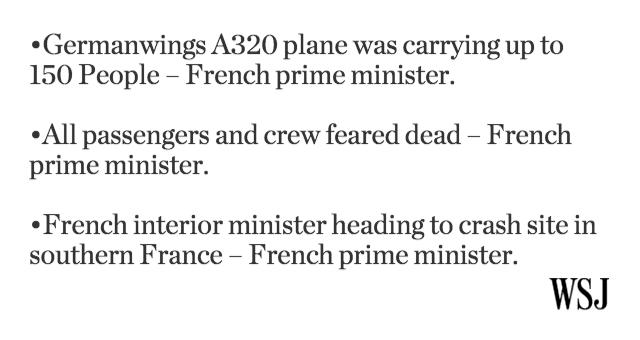 •Germanwings A320 plane was carrying up to
150 People – French prime minister.
•All passengers and crew feared dead – French
prime minister.
•French interior minister heading to crash site in
southern France – French prime minister.
WSJ